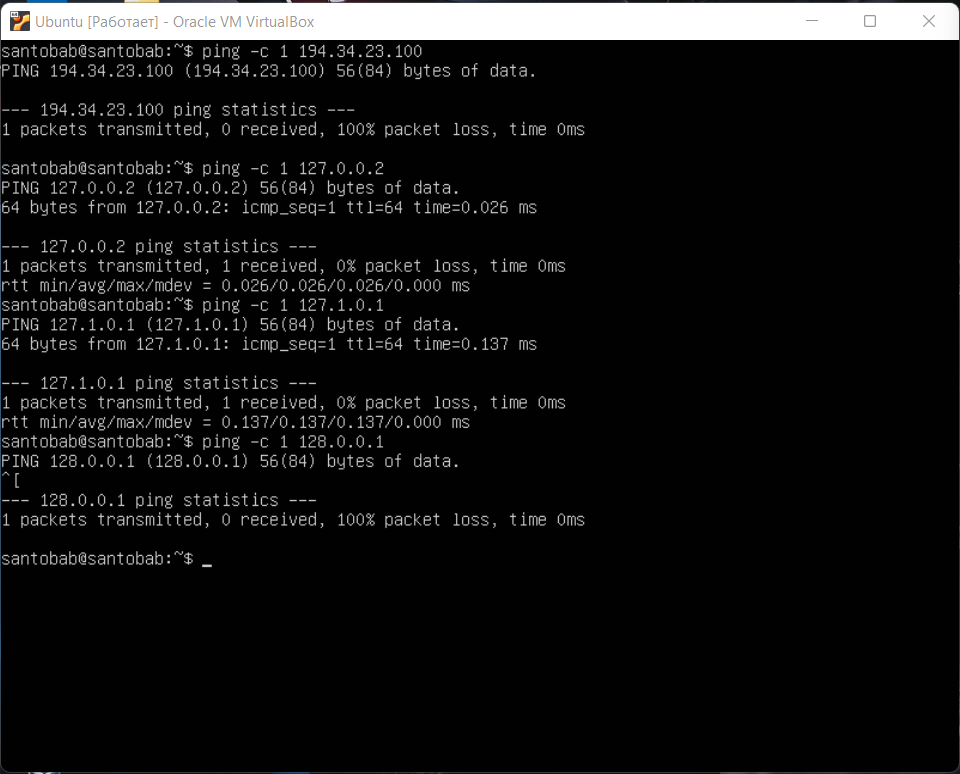 Ubuntu [Работает] - Oracle VM VirtualBox
santobab@santobab:~$ ping -c 1 194.34.23.100
PING 194.34.23.100 (194.34.23.100) 56(84) bytes of data.
--- 194.34.23.100 ping statistics ---
1 packets transmitted, 0 received, 100% packet loss, time 0ms
santobab@santobab:~$ ping -c 1 127.0.0.2
PING 127.0.0.2 (127.0.0.2) 56(84) bytes of data.
64 bytes from 127.0.0.2: icmp_seq=1 ttl=64 time=0.026 ms
--- 127.0.0.2 ping statistics ---
1 packets transmitted, 1 received, 0% packet loss, time 0ms
rtt min/avg/max/mdev = 0.026/0.026/0.026/0.000 ms
santobab@santobab:~$ ping -c 1 127.1.0.1
PING 127.1.0.1 (127.1.0.1) 56(84) bytes of data.
64 bytes from 127.1.0.1: icmp_seq=1 ttl=64 time=0.137 ms
--- 127.1.0.1 ping statistics ---
1 packets transmitted, 1 received, 0% packet loss, time 0ms
rtt min/avg/max/mdev = 0.137/0.137/0.137/0.000 ms
santobab@santobab:~$ ping -c 1 128.0.0.1
PING 128.0.0.1 (128.0.0.1) 56(84) bytes of data.
^[
--- 128.0.0.1 ping statistics ---
1 packets transmitted, 0 received, 100% packet loss, time 0ms
santobab@santobab:~$ _